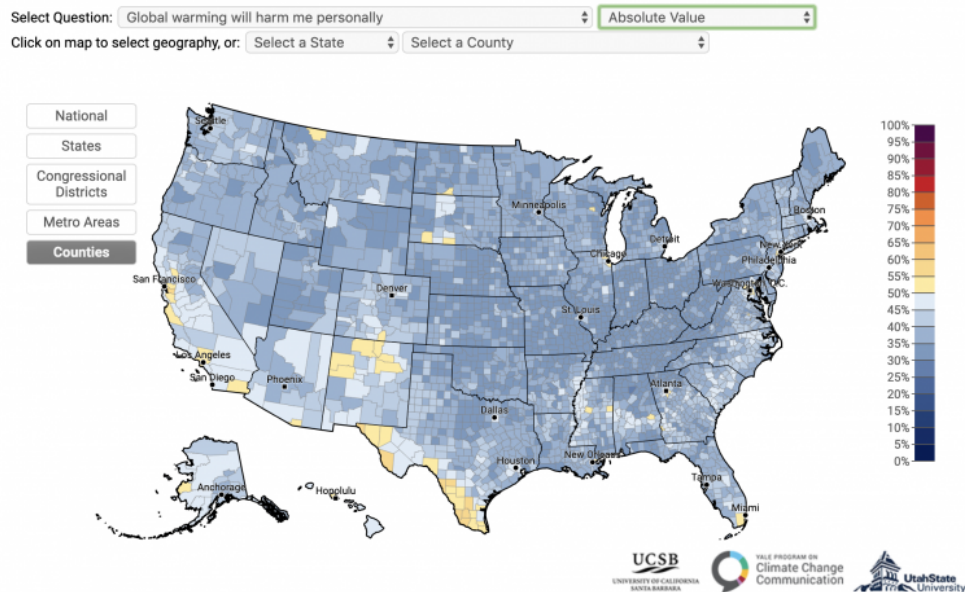 Select Question: Global warming will harm me personally Absolute Value
Click on map to select geography, or: Select a State Select a County
National
States
Congressional
Districts
Metro Areas
Counties
Seattle
Minneapolis
Boston
Detroit
New York
Chicago
Philadelphia
Washington, D.C.
San Francisco
Denver
St Louis
Los Angeles
San Diego
Phoenix
Atlanta
Dallas
Houston
New Orleans
Tampa
Miami
Anchorage
Honolulu
100%
95%
90%
85%
80%
75%
70%
65%
60%
55%
50%
45%
40%
35%
30%
25%
20%
15%
10%
5%
0%
UCSB
UNIVERSITY OF CALIFORNIA
SANTA BARBARA
YALE PROGRAM ON
Climate Change
Communication
UtahState
University